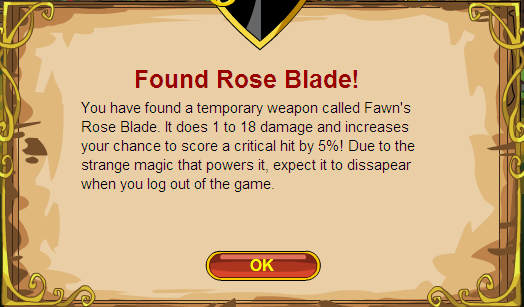 Found Rose Blade!
You have found a temporary weapon called Fawn's
Rose Blade. It does 1 to 18 damage and increases
your chance to score a critical hit by 5%! Due to the
strange magic that powers it, expect it to dissapear
when you log out of the game.
OK